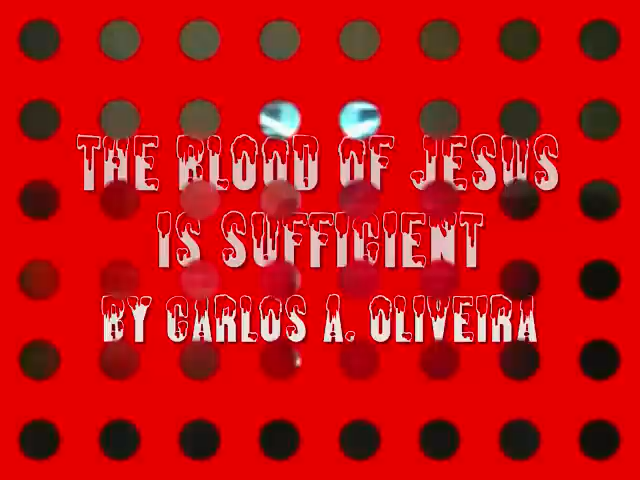 THE BLOOD OF JESUS
IS SUFFICIENT
BY CARLOS A. OLIVEIRA